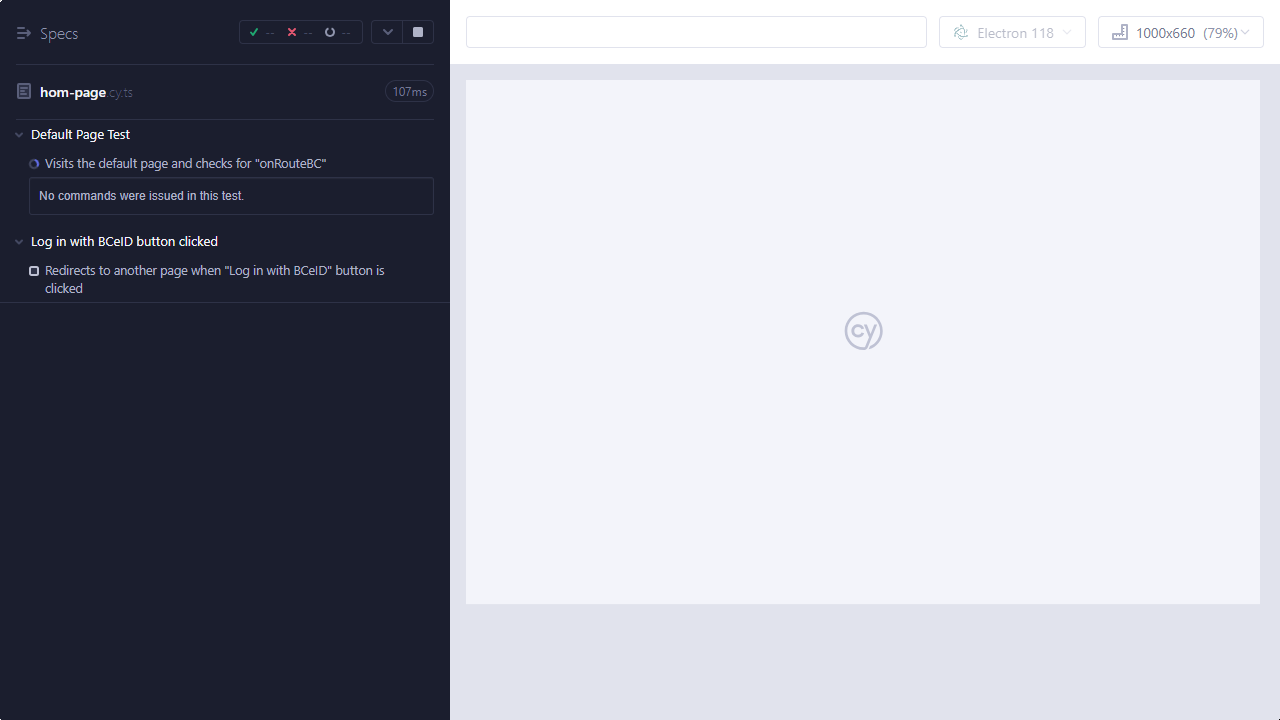 Specs
--
--
--
Electron 118
1000x660 (79%)
hom-page.cy.ts
107ms
Default Page Test
Visits the default page and checks for "onRouteBC"
No commands were issued in this test.
Log in with BCeID button clicked
Redirects to another page when "Log in with BCeID" button is
clicked
cy